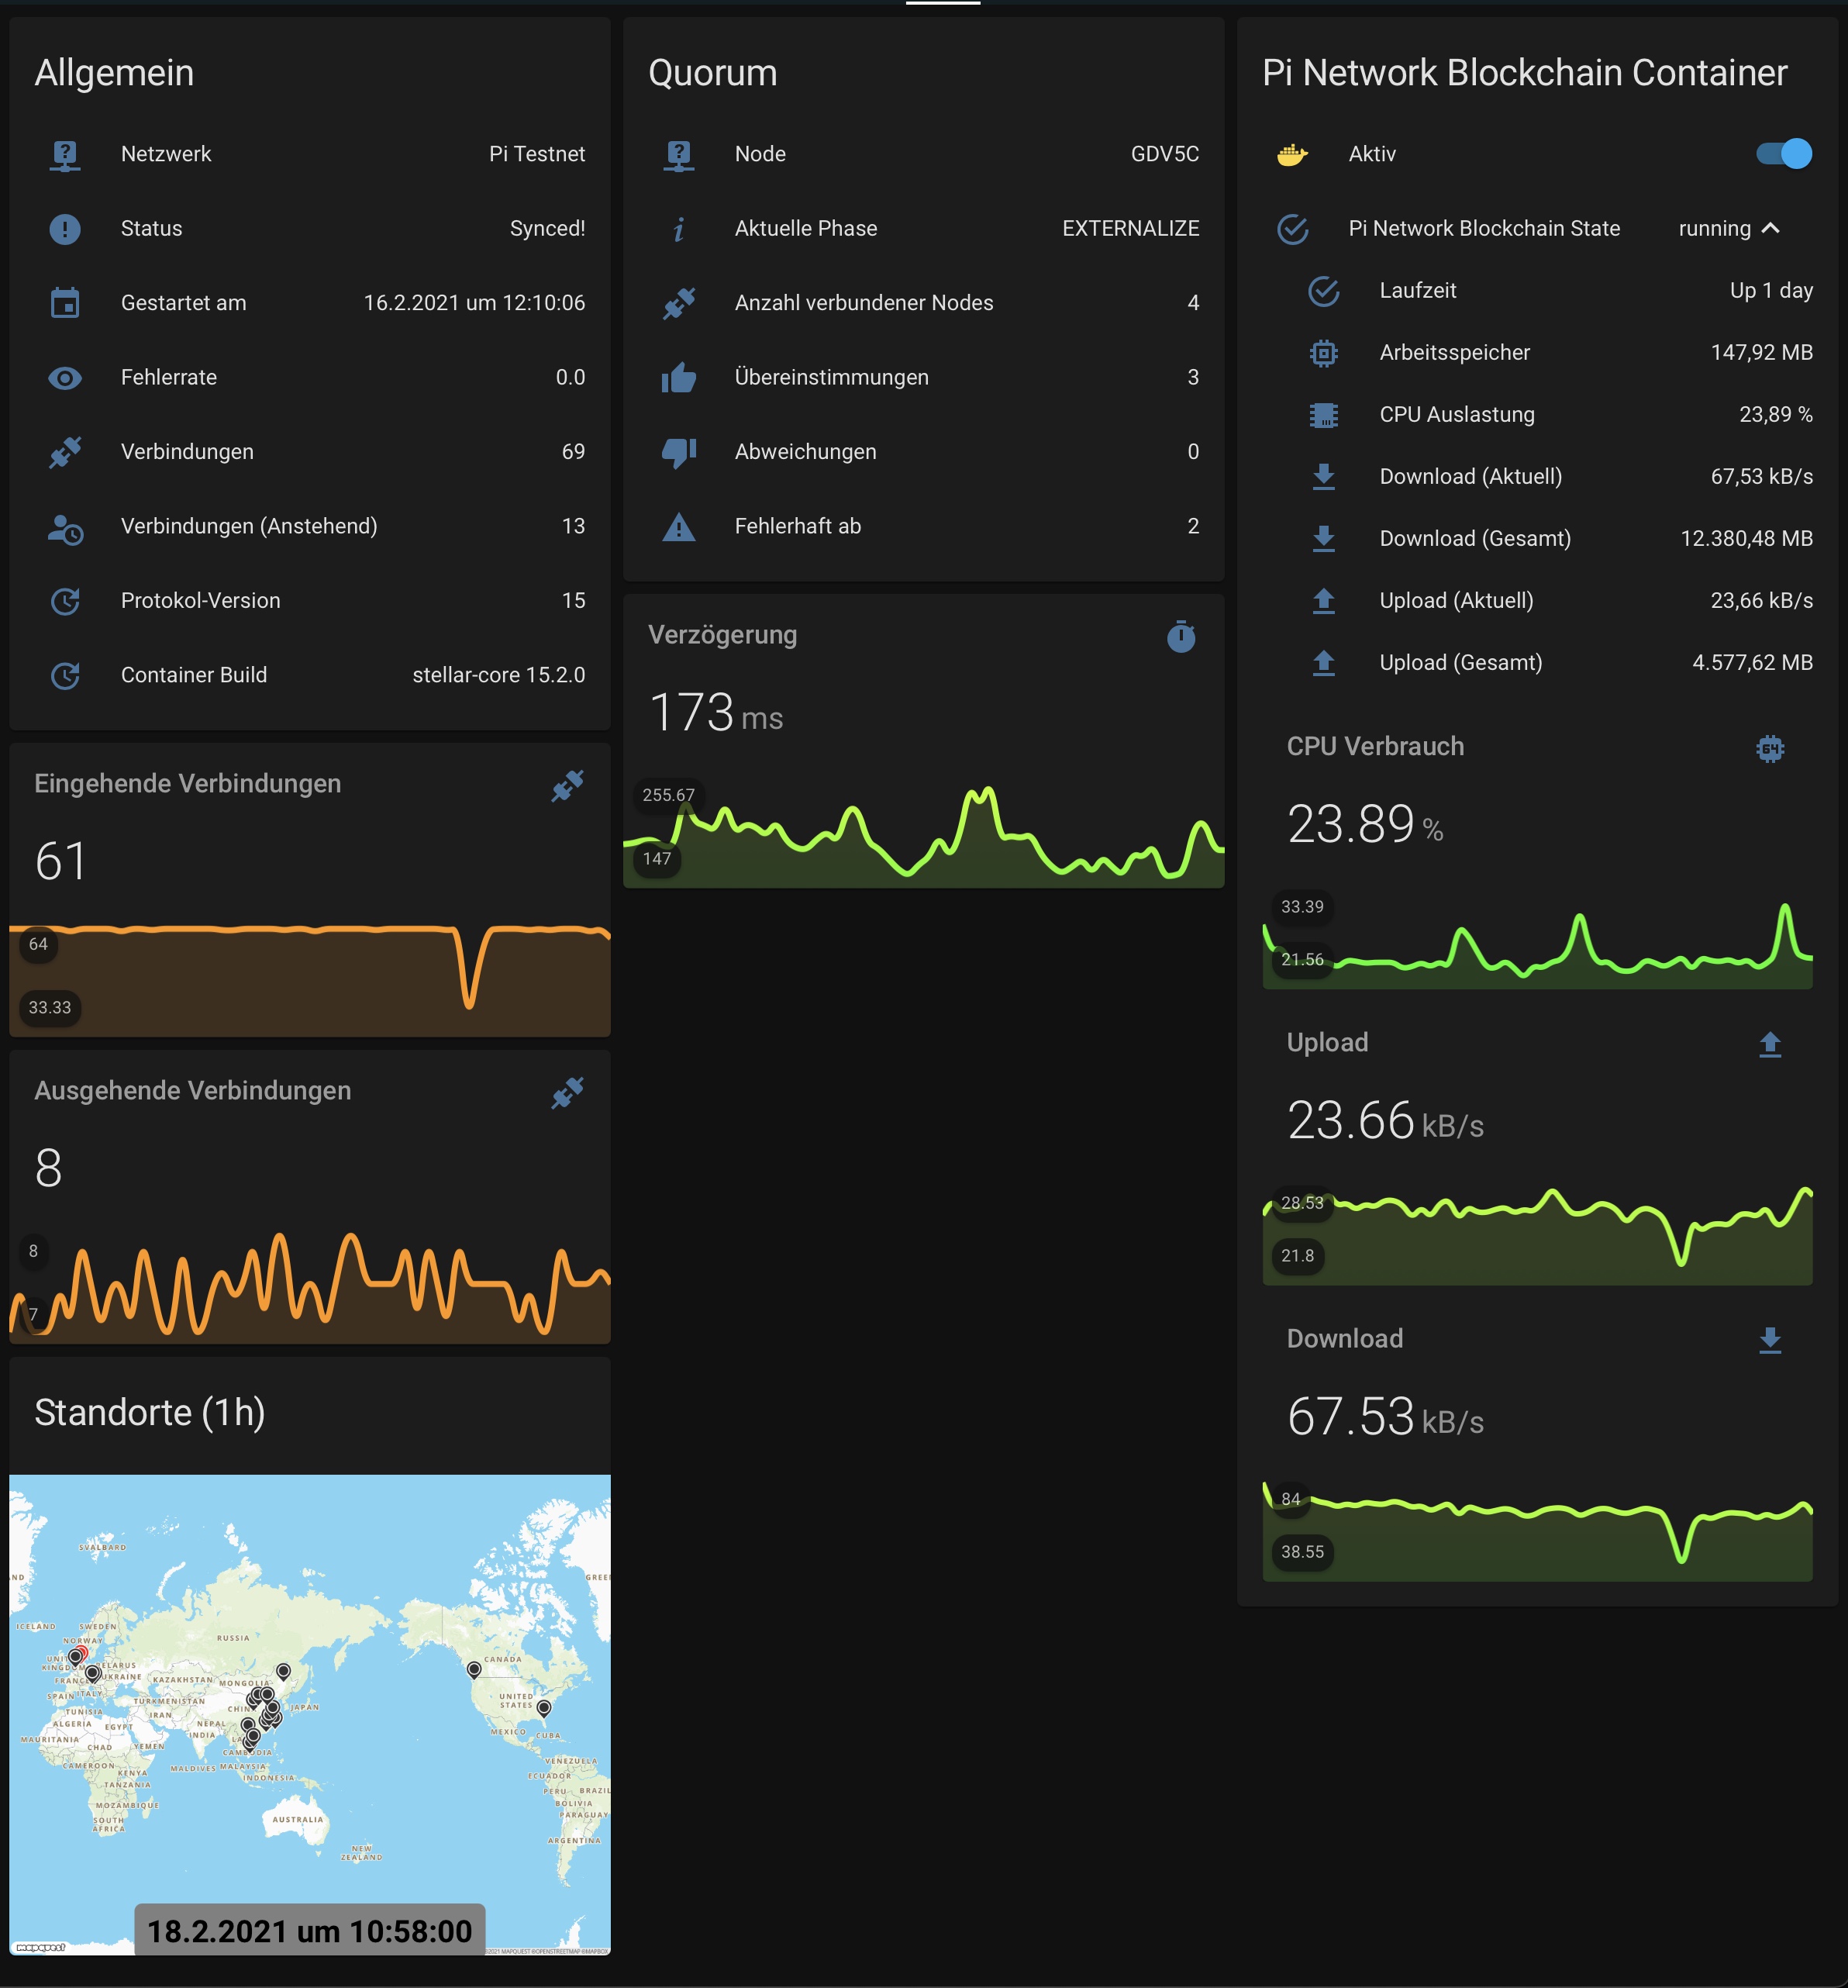 Allgemein
Netzwerk Pi Testnet
Status Synced!
Gestartet am 16.2.2021 um 12:10:06
Fehlerrate 0.0
Verbindungen 69
Verbindungen (Anstehend) 13
Protokol-Version 15
Container Build stellar-core 15.2.0
Eingehende Verbindungen
61
64
33.33
Ausgehende Verbindungen
8
8
7
Standorte (1h)
SVALBARD
ICELAND
SWEDEN
NORWAY
RUSSIA
KINGDOM
FRANCE
UKRAINE
KAZAKHSTAN
MONGOLIA
SPAIN
ITALY
TURKMENISTAN
JAPAN
TUNISIA
IRAN
ALGERIA
EGYPT
NEPAL
INDIA
MAURITANIA
CHAD
YEMEN
CAMBODIA
CAMEROON
KENYA
MALDIVES
MALAYSIA
INDONESIA
TANZANIA
MOZAMBIQUE
SOUTH
AFRICA
AUSTRALIA
NEW
ZEALAND
CANADA
UNITED
STATES
MEXICO
CUBA
VENEZUELA
ECUADOR
PERU
BOLIVIA
PARAGUAY
ARGENTINA
18.2.2021 um 10:58:00
mapquest
©2021 MAPQUEST ©OPENSTREETMAP ©MAPBOX
Quorum
Node GDV5C
Aktuelle Phase EXTERNALIZE
Anzahl verbundener Nodes 4
Übereinstimmungen 3
Abweichungen 0
Fehlerhaft ab 2
Verzögerung
173 ms
255.67
147
Pi Network Blockchain Container
Aktiv
Pi Network Blockchain State running
Laufzeit Up 1 day
Arbeitsspeicher 147,92 MB
CPU Auslastung 23,89 %
Download (Aktuell) 67,53 kB/s
Download (Gesamt) 12.380,48 MB
Upload (Aktuell) 23,66 kB/s
Upload (Gesamt) 4.577,62 MB
CPU Verbrauch
64
23.89 %
33.39
21.56
Upload
23.66 kB/s
28.53
21.8
Download
67.53 kB/s
84
38.55